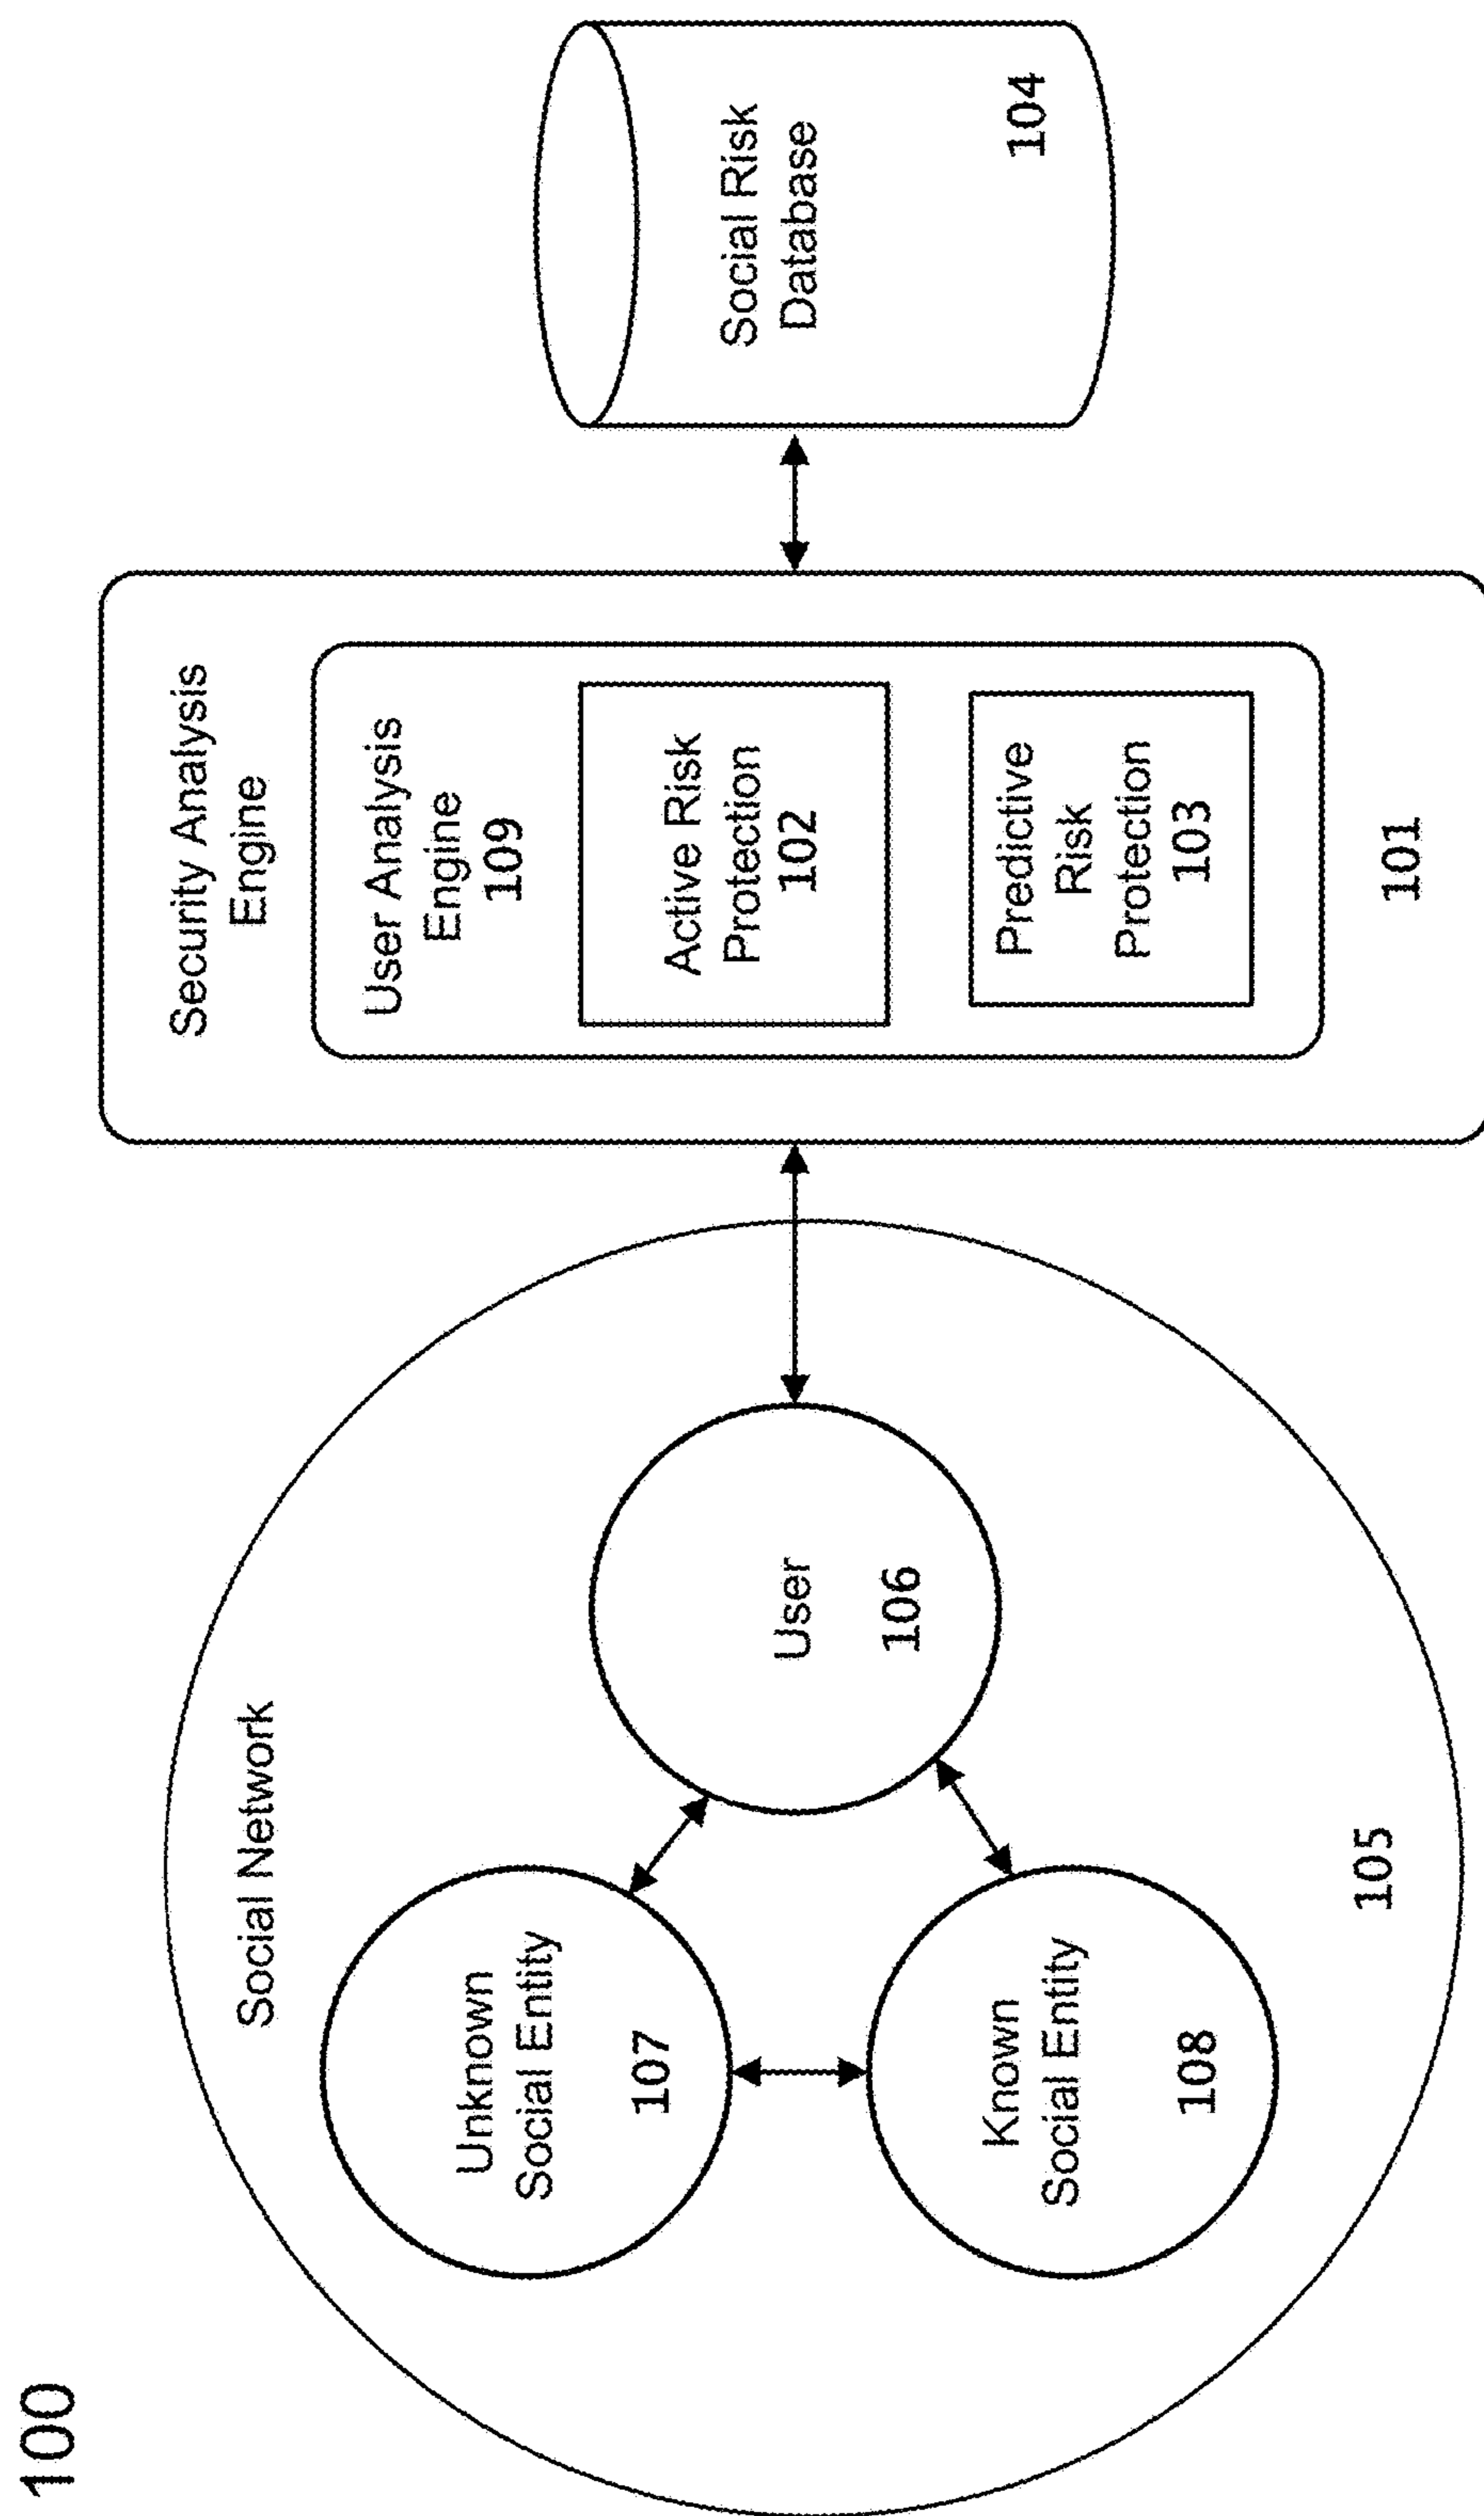 100
Social Network
Unknown
Social Entity
107
Known
Social Entity
108
User
106
105
Security Analysis
Engine
User Analysis
Engine
109
Active Risk
Protection
102
Predictive
Risk
Protection
103
101
Social Risk
Database
104